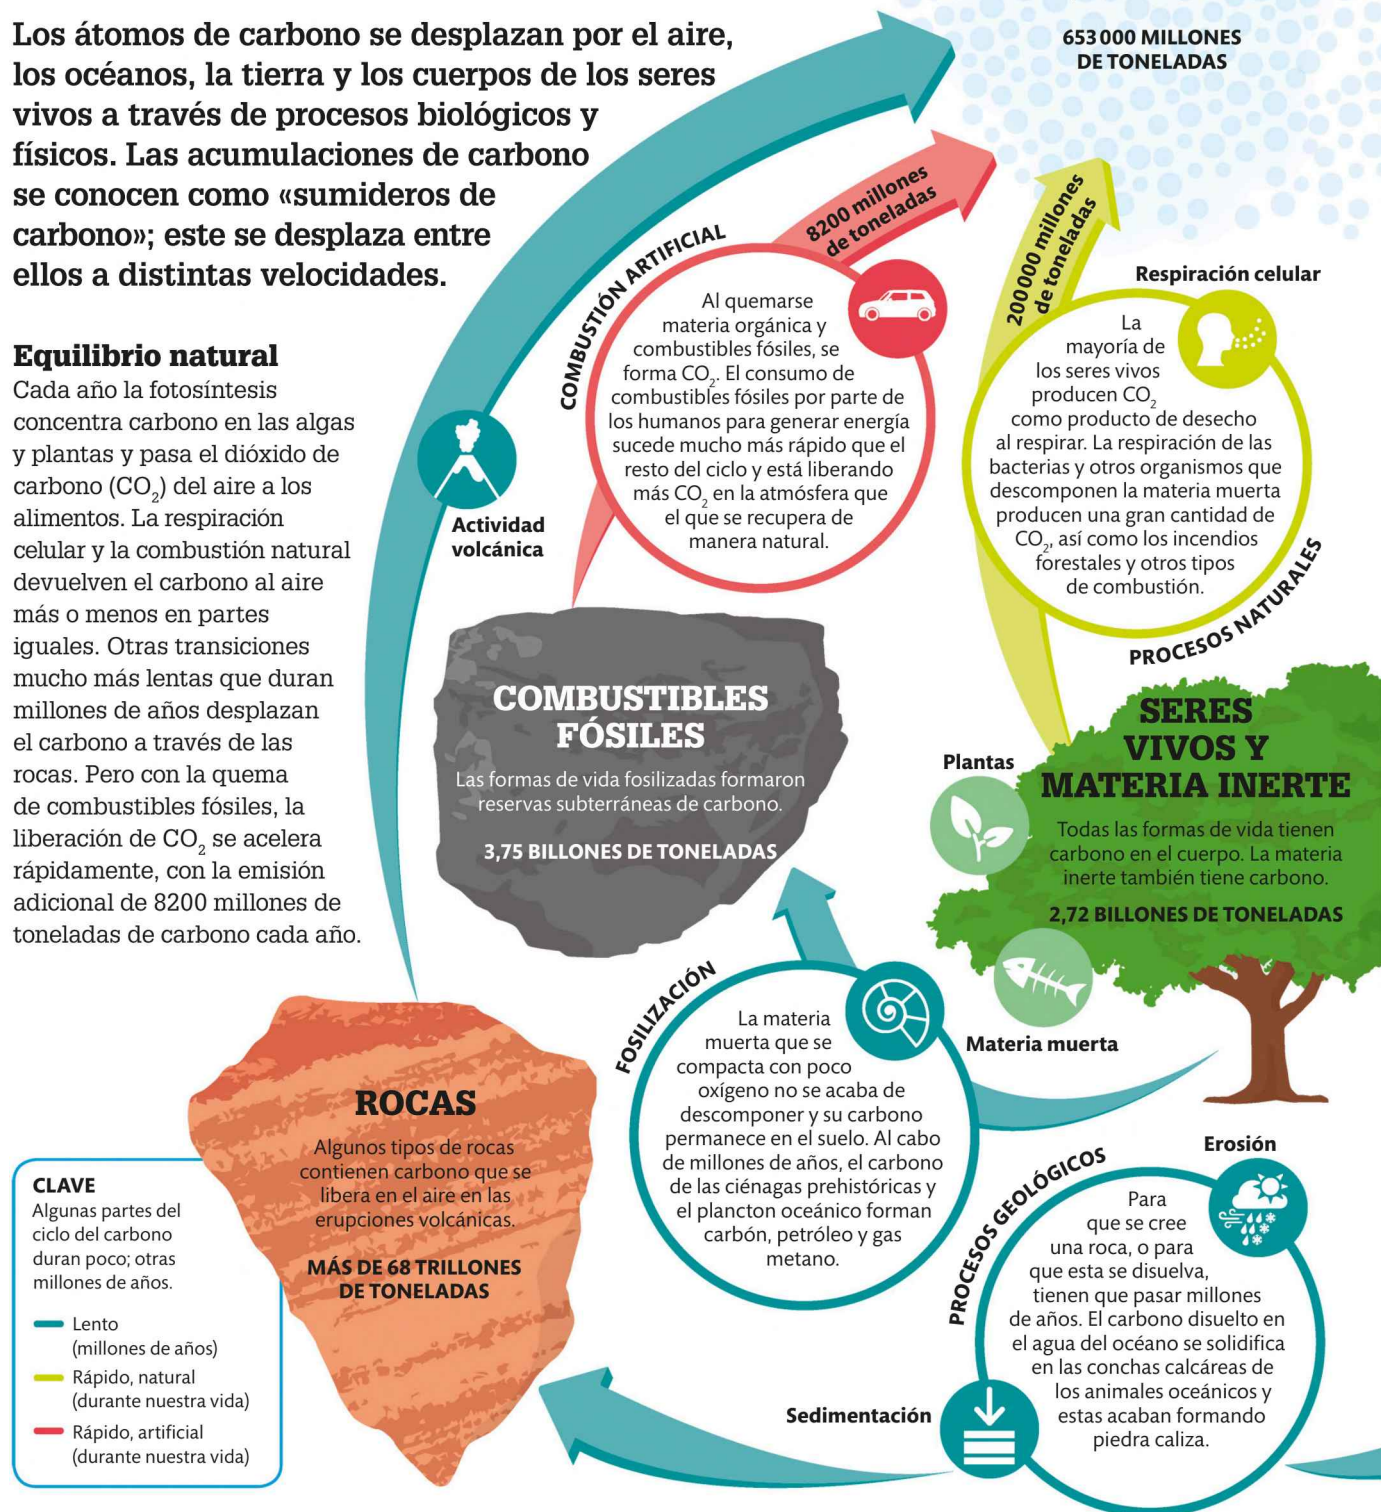 Los átomos de carbono se desplazan por el aire,
los océanos, la tierra y los cuerpos de los seres
vivos a través de procesos biológicos y
físicos. Las acumulaciones de carbono
se conocen como «sumideros de
carbono»; este se desplaza entre
ellos a distintas velocidades.
Equilibrio natural
Cada año la fotosíntesis
concentra carbono en las algas
y plantas y pasa el dióxido de
carbono (CO₂) del aire a los
alimentos. La respiración
celular y la combustión natural
devuelven el carbono al aire
más o menos en partes
iguales. Otras transiciones
mucho más lentas que duran
millones de años desplazan
el carbono a través de las
rocas. Pero con la quema
de combustibles fósiles, la
liberación de CO₂ se acelera
rápidamente, con la emisión
adicional de 8200 millones de
toneladas de carbono cada año.
653 000 MILLONES
DE TONELADAS
8200 millones
de toneladas
COMBUSTIÓN ARTIFICIAL
Al quemarse
materia orgánica y
combustibles fósiles, se
forma CO₂. El consumo de
combustibles fósiles por parte de
los humanos para generar energía
sucede mucho más rápido que el
resto del ciclo y está liberando
más CO₂ en la atmósfera que
el que se recupera de
manera natural.
200 000 millones
de toneladas
Respiración celular
La
mayoría de
los seres vivos
producen CO₂
como producto de desecho
al respirar. La respiración de las
bacterias y otros organismos que
descomponen la materia muerta
producen una gran cantidad de
CO₂, así como los incendios
forestales y otros tipos
de combustión.
PROCESOS NATURALES
Actividad
volcánica
COMBUSTIBLES
FÓSILES
Las formas de vida fosilizadas formaron
reservas subterráneas de carbono.
3,75 BILLONES DE TONELADAS
Plantas
SERES
VIVOS Y
MATERIA INERTE
Todas las formas de vida tienen
carbono en el cuerpo. La materia
inerte también tiene carbono.
2,72 BILLONES DE TONELADAS
Materia muerta
FOSILIZACIÓN
La materia
muerta que se
compacta con poco
oxígeno no se acaba de
descomponer y su carbono
permanece en el suelo. Al cabo
de millones de años, el carbono
de las ciénagas prehistóricas y
el plancton oceánico forman
carbón, petróleo y gas
metano.
ROCAS
Algunos tipos de rocas
contienen carbono que se
libera en el aire en las
erupciones volcánicas.
MÁS DE 68 TRILLONES
DE TONELADAS
Erosión
PROCESOS GEOLÓGICOS
Para
que se cree
una roca, o para
que esta se disuelva,
tienen que pasar millones
de años. El carbono disuelto en
el agua del océano se solidifica
en las conchas calcáreas de
los animales oceánicos y
estas acaban formando
piedra caliza.
Sedimentación
CLAVE
Algunas partes del
ciclo del carbono
duran poco; otras
millones de años.
Lento
(millones de años)
Rápido, natural
(durante nuestra vida)
Rápido, artificial
(durante nuestra vida)